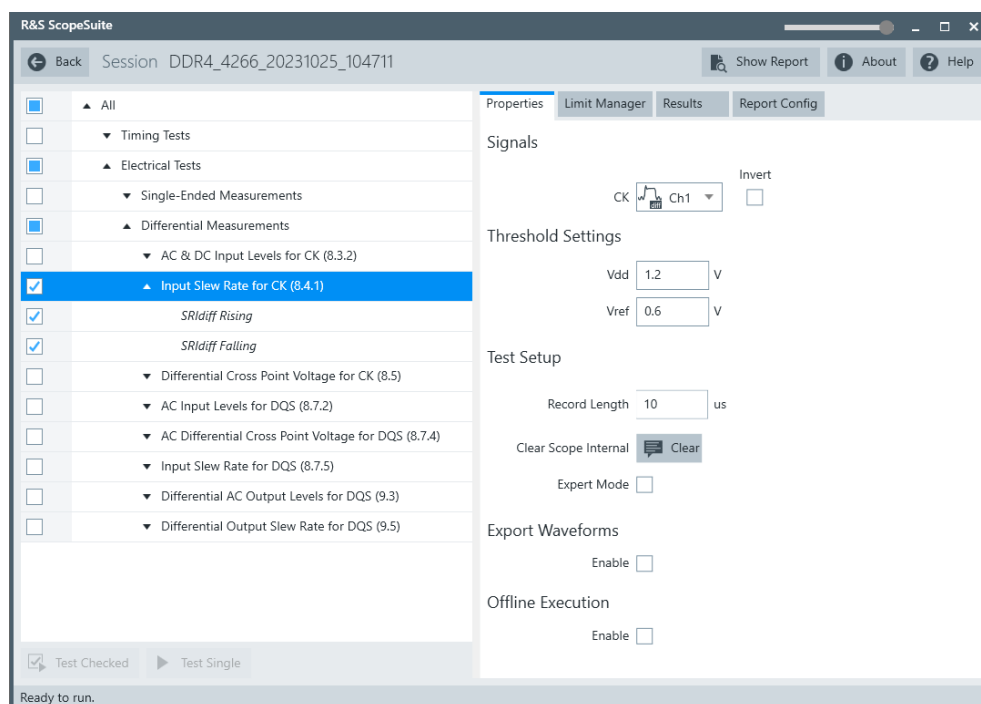 R&S ScopeSuite
Back Session DDR4_4266_20231025_104711 Show Report About Help
All
Timing Tests
Electrical Tests
Single-Ended Measurements
Differential Measurements
AC & DC Input Levels for CK (8.3.2)
Input Slew Rate for CK (8.4.1)
SRIdiff Rising
SRIdiff Falling
Differential Cross Point Voltage for CK (8.5)
AC Input Levels for DQS (8.7.2)
AC Differential Cross Point Voltage for DQS (8.7.4)
Input Slew Rate for DQS (8.7.5)
Differential AC Output Levels for DQS (9.3)
Differential Output Slew Rate for DQS (9.5)
Test Checked Test Single
Properties Limit Manager Results Report Config
Signals
Invert
CK diff Ch1
Threshold Settings
Vdd 1.2 V
Vref 0.6 V
Test Setup
Record Length 10 us
Clear Scope Internal Clear
Expert Mode
Export Waveforms
Enable
Offline Execution
Enable
Ready to run.